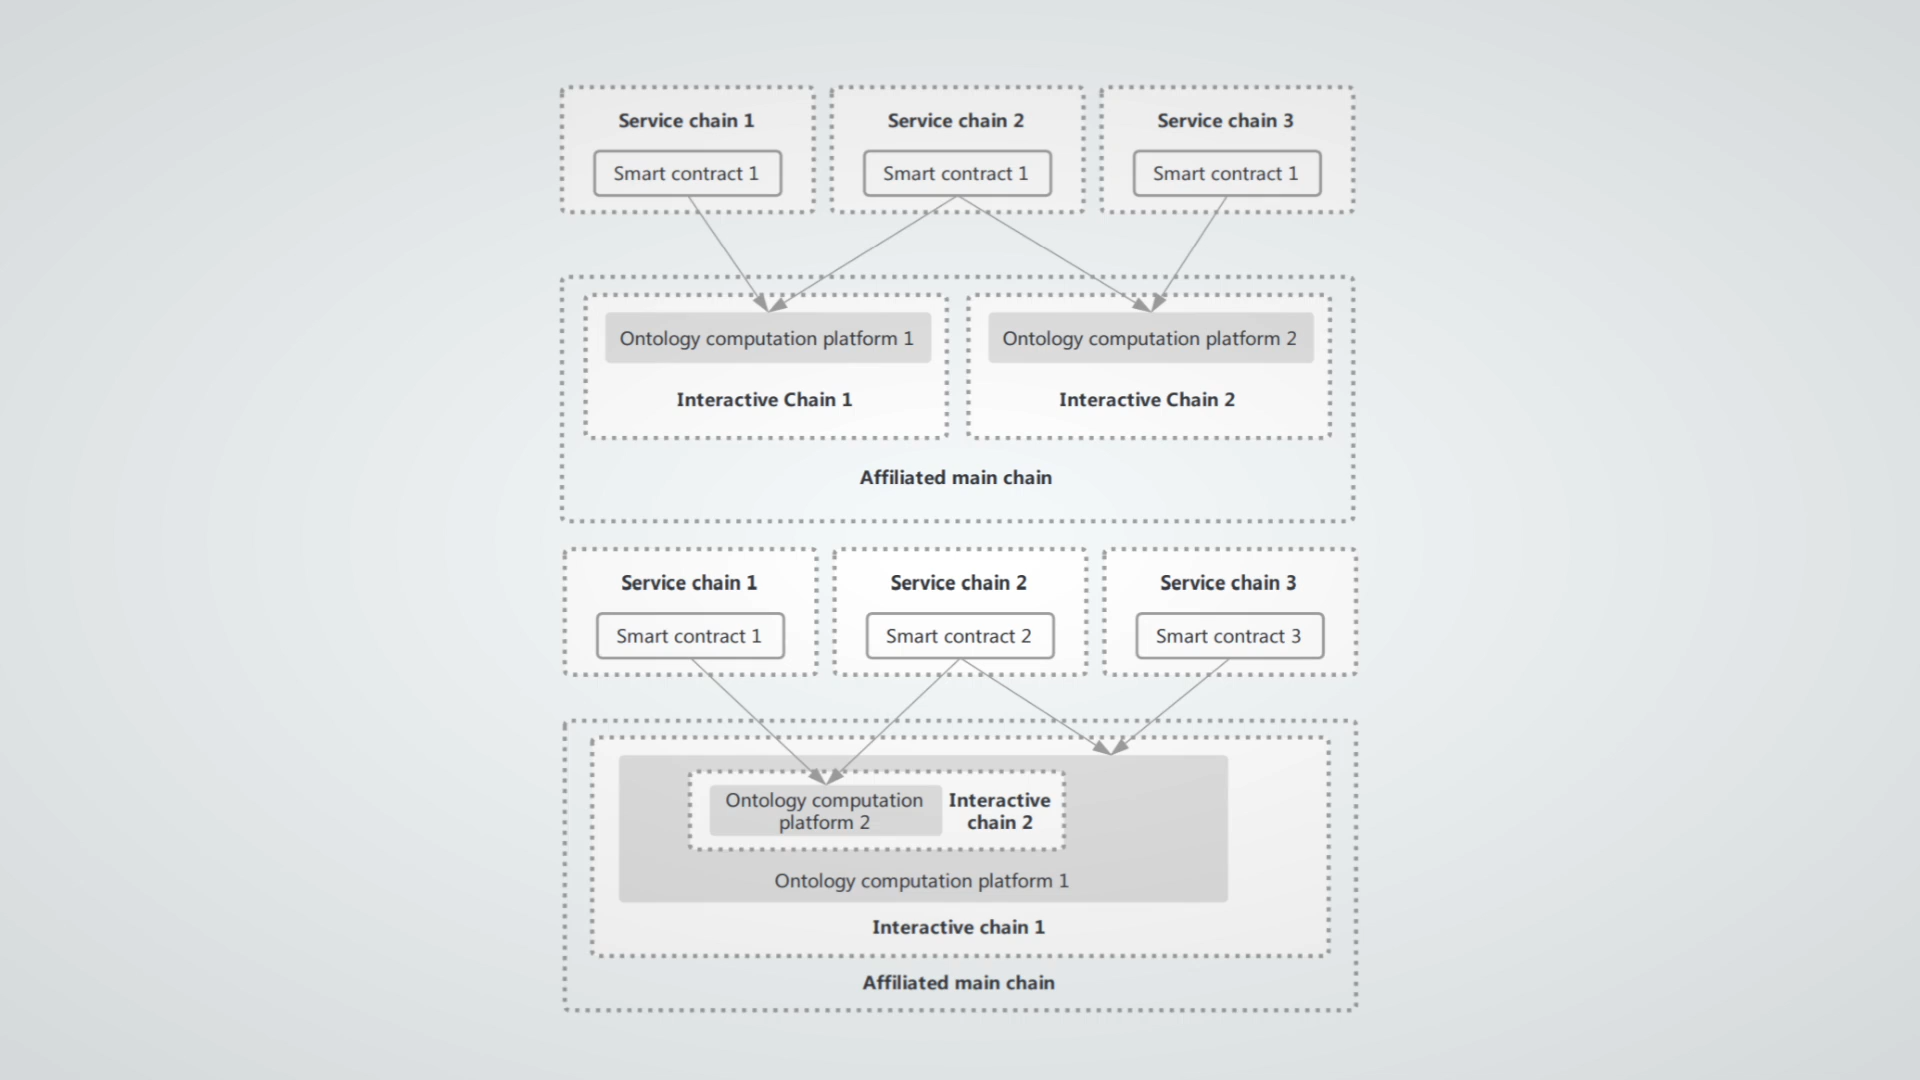 Service chain 1
Service chain 2
Service chain 3
Smart contract 1
Smart contract 1
Smart contract 1
Ontology computation platform 1
Ontology computation platform 2
Interactive Chain 1
Interactive Chain 2
Affiliated main chain
Service chain 1
Service chain 2
Service chain 3
Smart contract 1
Smart contract 2
Smart contract 3
Ontology computation
platform 2
Interactive
chain 2
Ontology computation platform 1
Interactive chain 1
Affiliated main chain